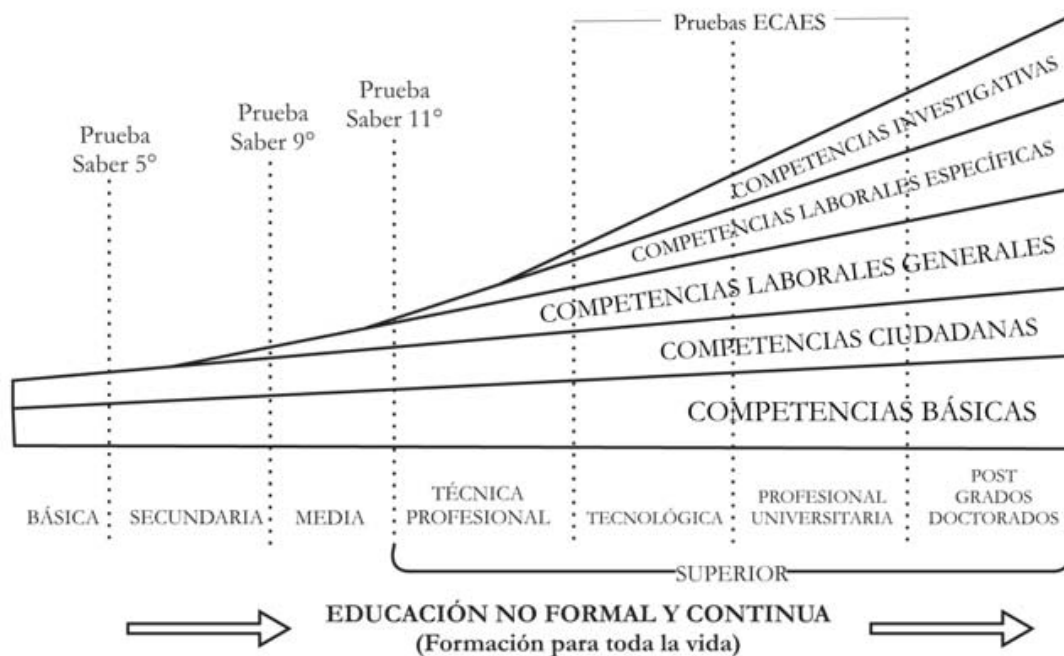 Pruebas ECAES
Prueba
Saber 11°
Prueba
Saber 9°
Prueba
Saber 5°
COMPETENCIAS INVESTIGATIVAS
COMPETENCIAS LABORALES ESPECÍFICAS
COMPETENCIAS LABORALES GENERALES
COMPETENCIAS CIUDADANAS
COMPETENCIAS BÁSICAS
BÁSICA
SECUNDARIA
MEDIA
TÉCNICA
PROFESIONAL
TECNOLÓGICA
PROFESIONAL
UNIVERSITARIA
POST
GRADOS
DOCTORADOS
SUPERIOR
EDUCACIÓN NO FORMAL Y CONTINUA
(Formación para toda la vida)